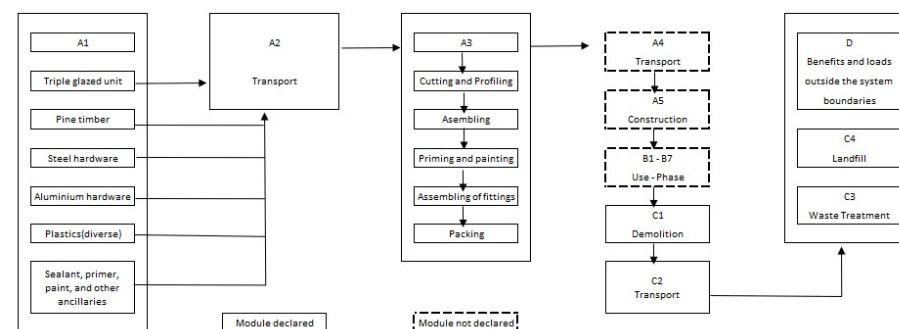 A1
Triple glazed unit
Pine timber
Steel hardware
Aluminium hardware
Plastics(diverse)
Sealant, primer,
paint, and other
ancillaries
A2
Transport
A3
Cutting and Profiling
Asembling
Priming and painting
Assembling of fittings
Packing
A4
Transport
A5
Construction
B1 - B7
Use - Phase
C1
Demolition
C2
Transport
D
Benefits and loads
outside the system
boundaries
C4
Landfill
C3
Waste Treatment
Module declared
Module not declared